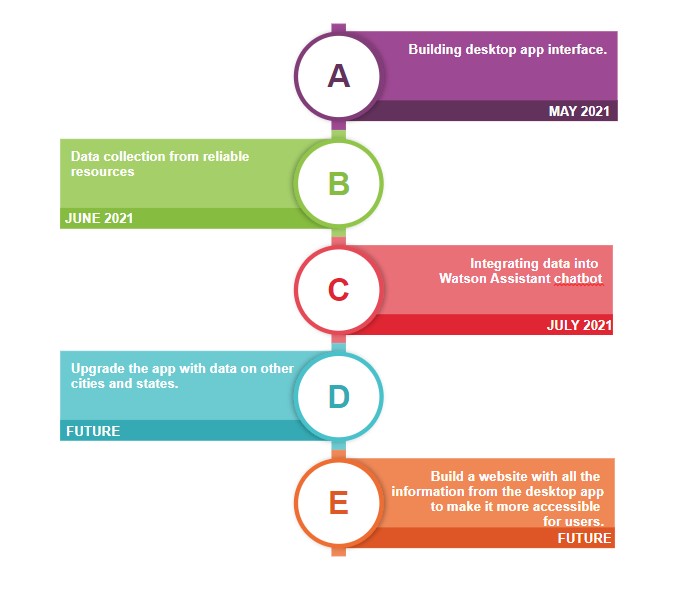 A
Building desktop app interface.
MAY 2021
Data collection from reliable
resources
B
JUNE 2021
C
Integrating data into
Watson Assistant chatbot
JULY 2021
Upgrade the app with data on other
cities and states.
D
FUTURE
E
Build a website with all the
information from the desktop app
to make it more accessible
for users.
FUTURE